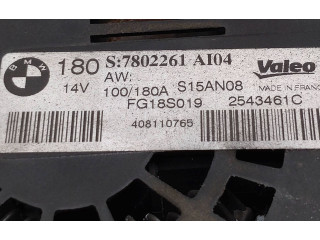 BMW 180 S:7802261 AI04 Valeo
14V AW:
100/180A S15AN08 MADE IN FRANCE
FG18S019 2543461C
408110765